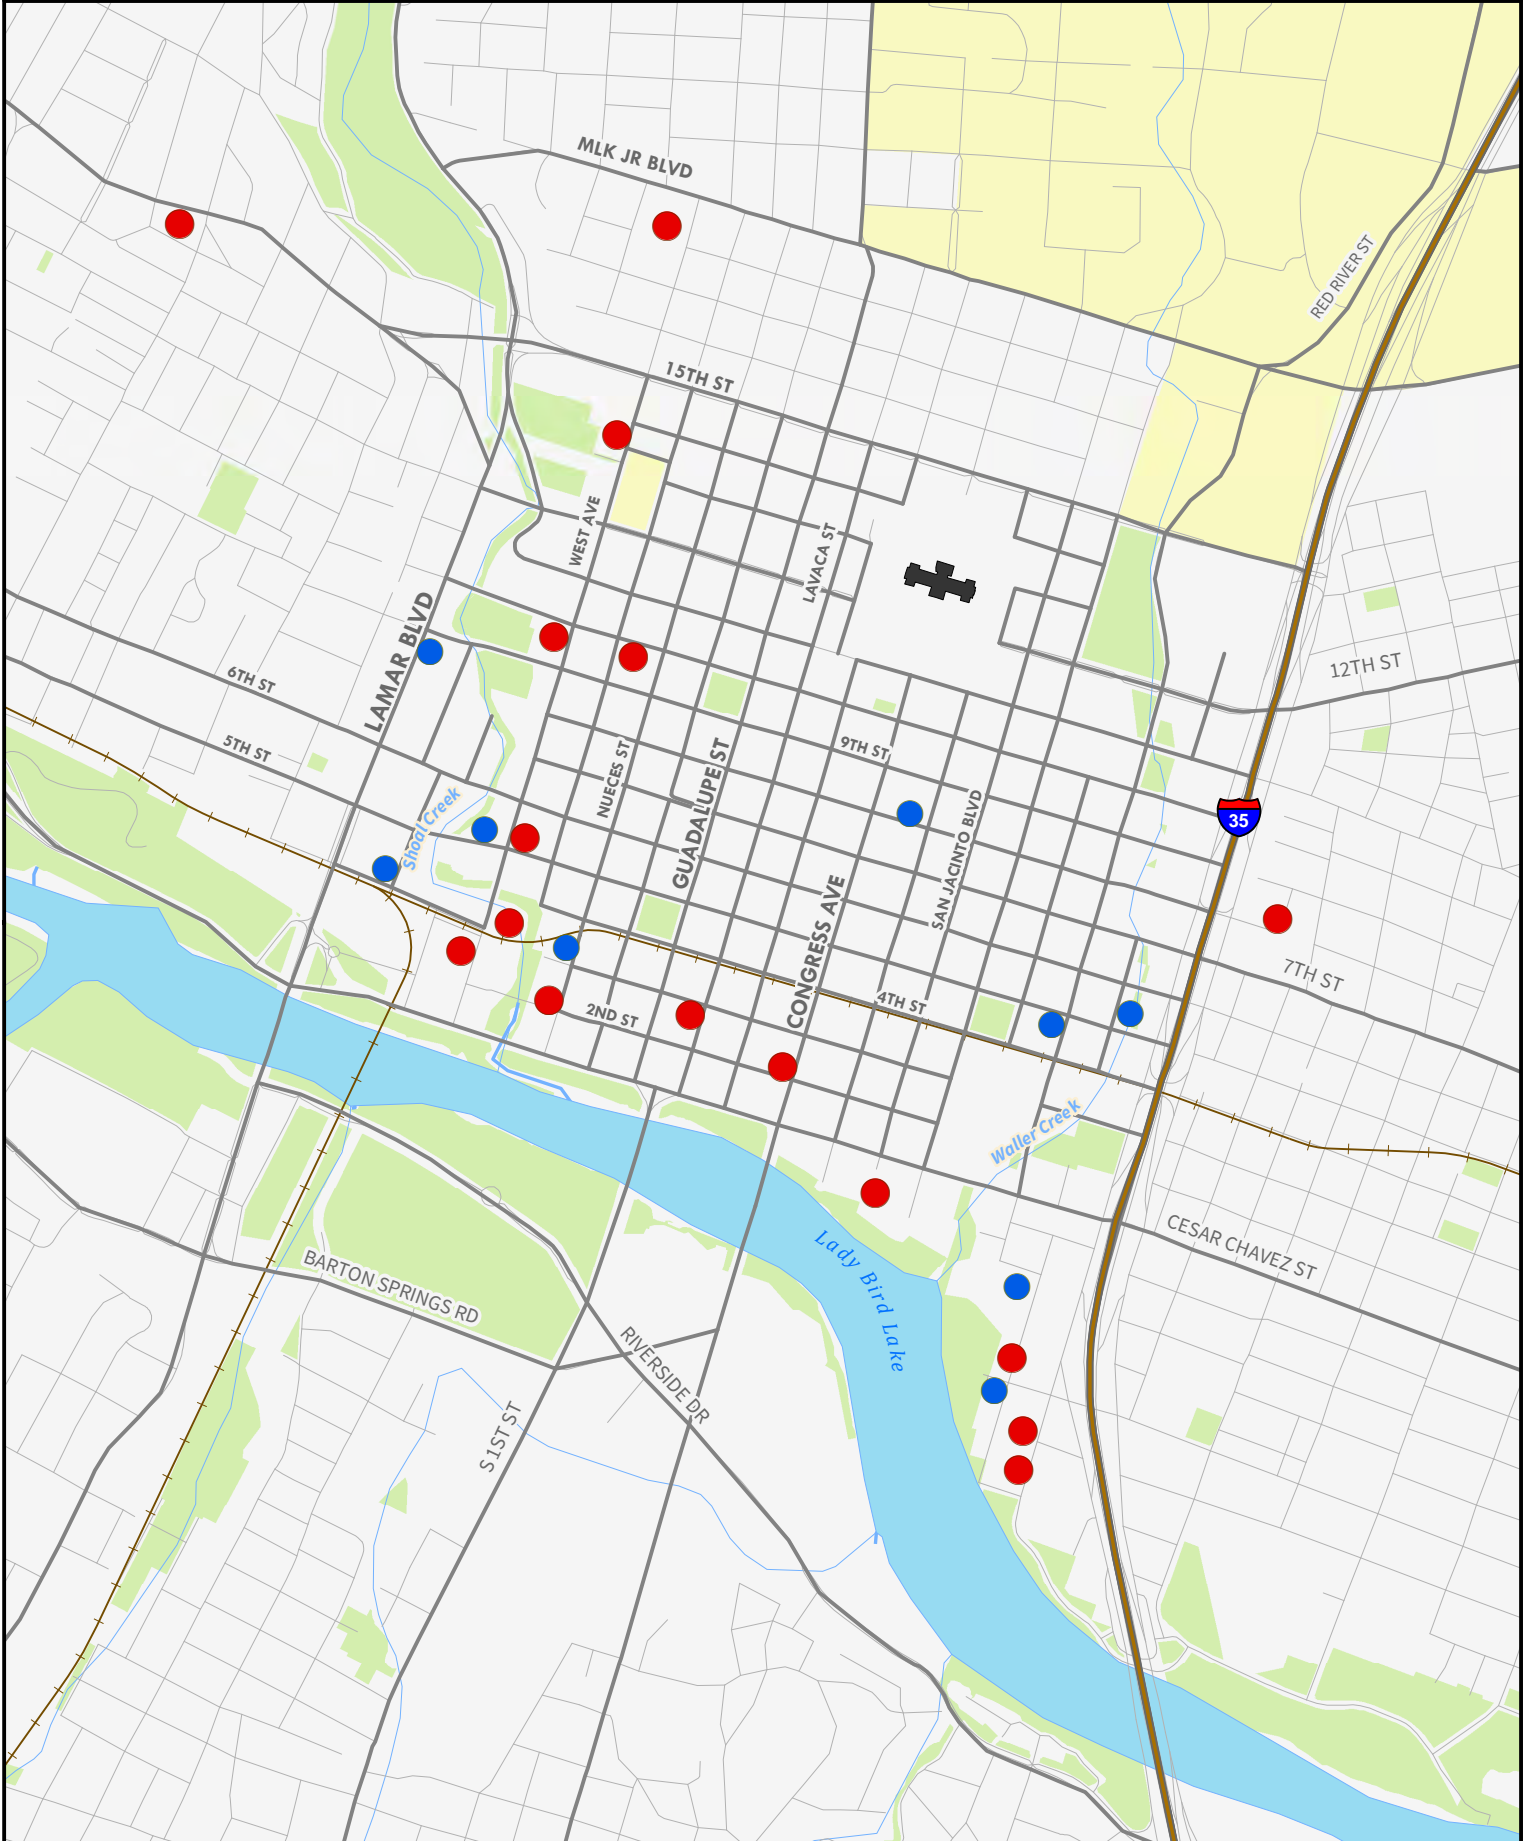 MLK JR BLVD
RED RIVER ST
15TH ST
WEST AVE
LAVACA ST
LAMAR BLVD
12TH ST
6TH ST
5TH ST
9TH ST
NUECES ST
GUADALUPE ST
Shoal Creek
SAN JACINTO BLVD
35
CONGRESS AVE
7TH ST
4TH ST
2ND ST
Waller Creek
CESAR CHAVEZ ST
Lady Bird Lake
BARTON SPRINGS RD
RIVERSIDE DR
S 1ST ST